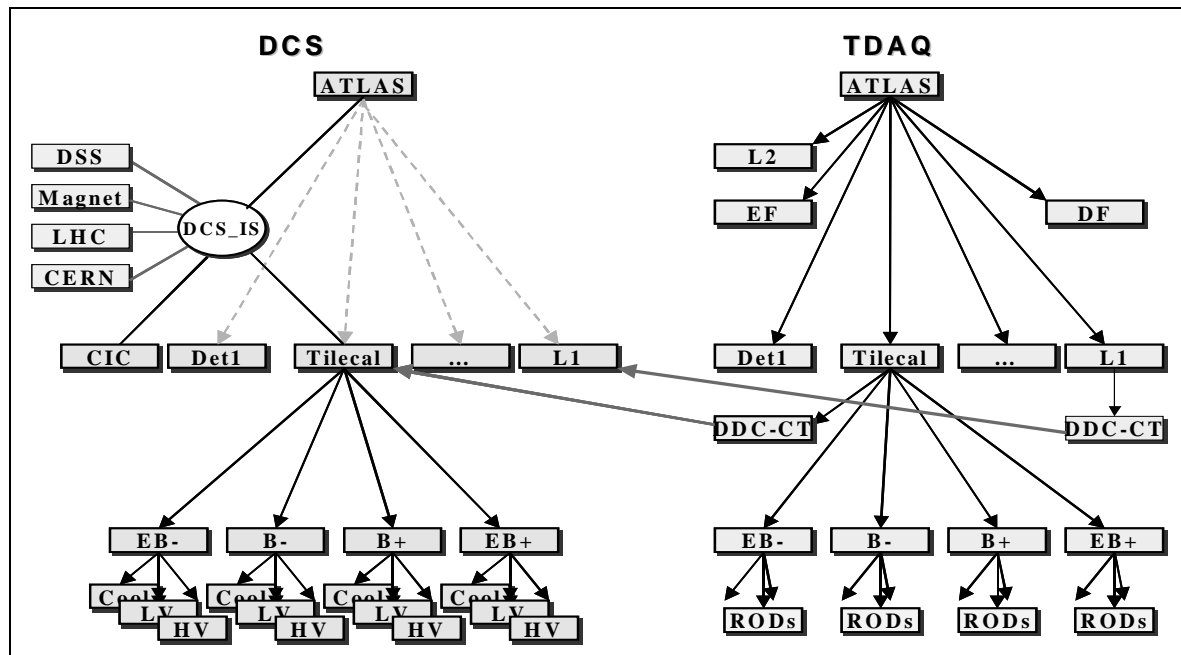 DCS TDAQ
ATLAS ATLAS
DSS L2
Magnet EF DF
DCS_IS
LHC
CERN
CIC Det1 Tilecal ... L1 Det1 Tilecal ... L1
DDC-CT DDC-CT
EB- B- B+ EB+ EB- B- B+ EB+
Cool Cool Cool Cool
LV LV LV LV
HV HV HV HV RODs RODs RODs RODs